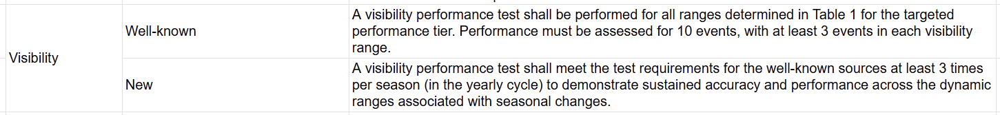 Visibility
Well-known
A visibility performance test shall be performed for all ranges determined in Table 1 for the targeted
performance tier. Performance must be assessed for 10 events, with at least 3 events in each visibility
range.
New
A visibility performance test shall meet the test requirements for the well-known sources at least 3 times
per season (in the yearly cycle) to demonstrate sustained accuracy and performance across the dynamic
ranges associated with seasonal changes.